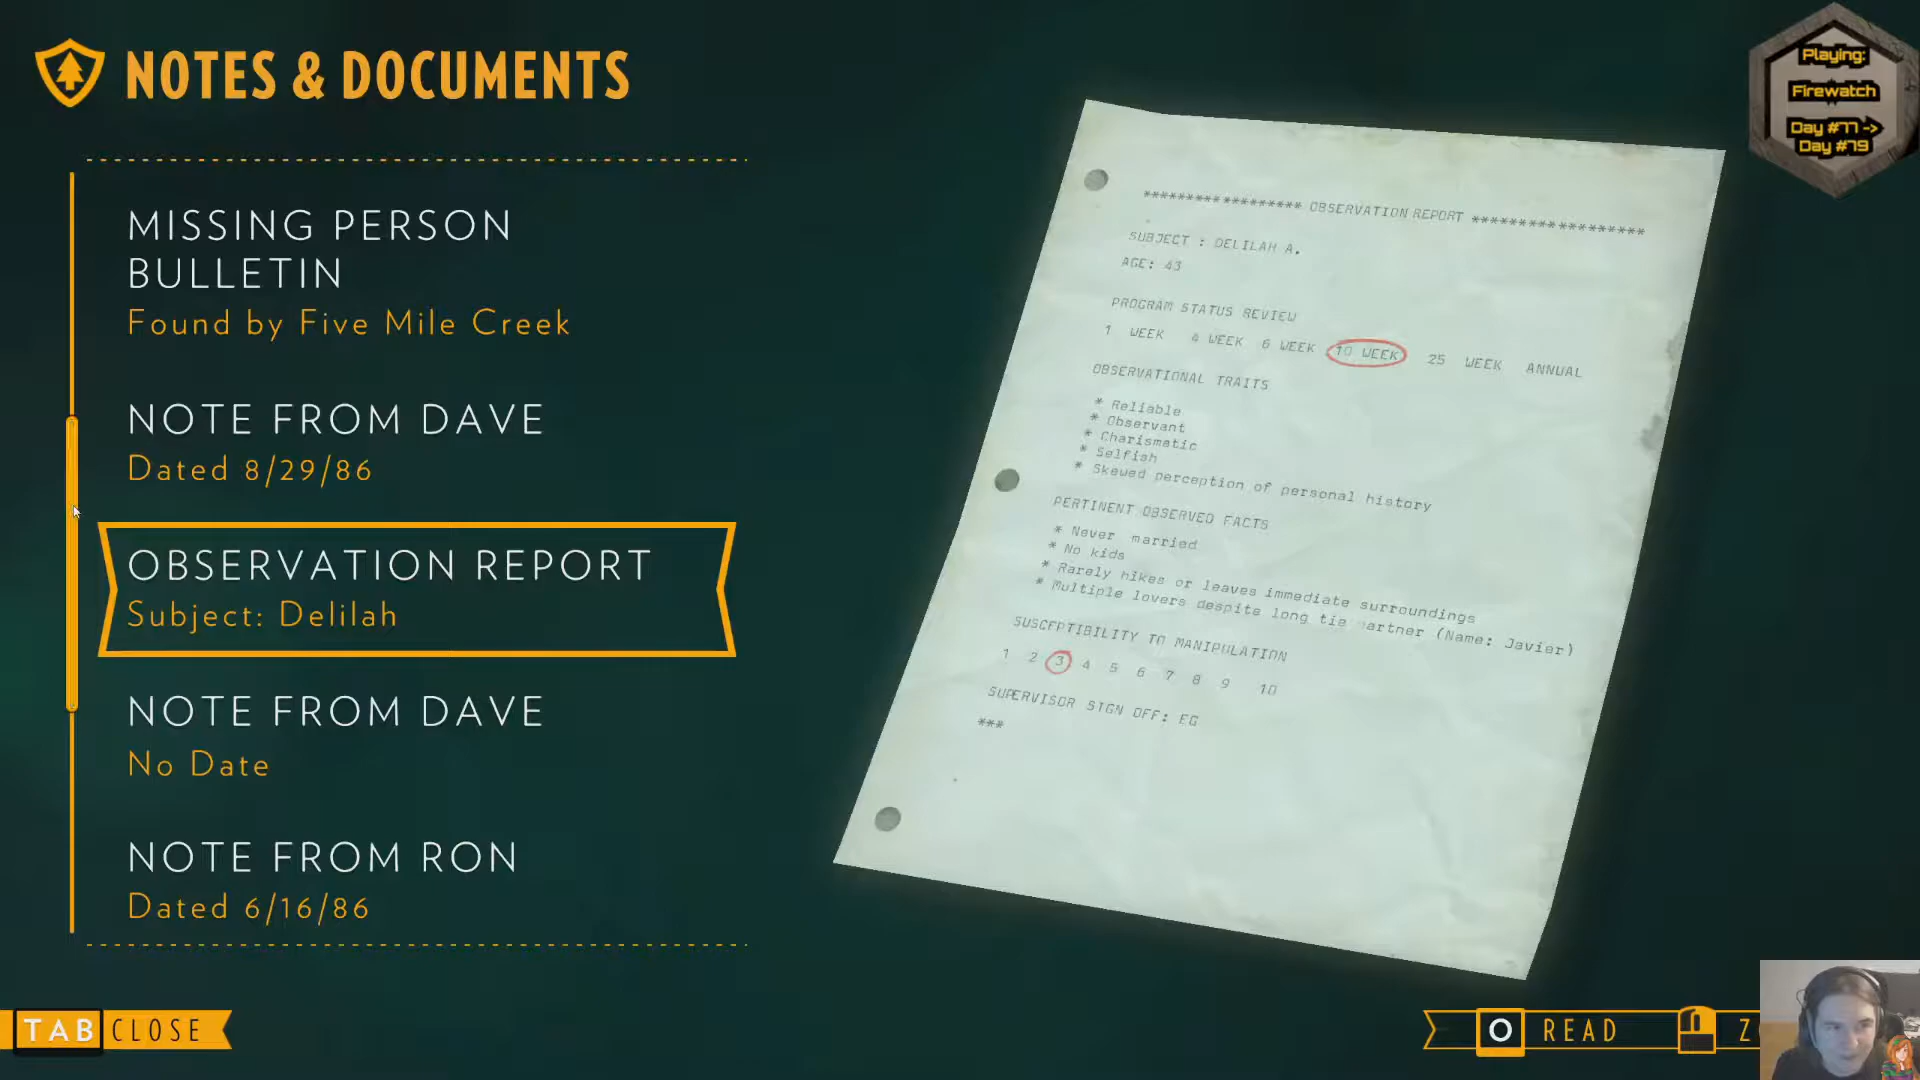 NOTES & DOCUMENTS
MISSING PERSON
BULLETIN
Found by Five Mile Creek
NOTE FROM DAVE
Dated 8/29/86
OBSERVATION REPORT
Subject: Delilah
NOTE FROM DAVE
No Date
NOTE FROM RON
Dated 6/16/86
TAB CLOSE
****************** OBSERVATION REPORT ********************
SUBJECT : DELILAH A.
AGE: 43
PROGRAM STATUS REVIEW
1 WEEK 4 WEEK 6 WEEK 10 WEEK 25 WEEK ANNUAL
OBSERVATIONAL TRAITS
* Reliable
* Observant
* Charismatic
* Selfish
* Skewed perception of personal history
PERTINENT OBSERVED FACTS
* Never married
* No kids
* Rarely hikes or leaves immediate surroundings
* Multiple lovers despite long tie artner (Name: Javier)
SUSCEPTIBILITY TO MANIPULATION
1 2 3 4 5 6 7 8 9 10
SUPERVISOR SIGN OFF: EG
***
Playing:
Firewatch
Day #77 ->
Day #79
O READ